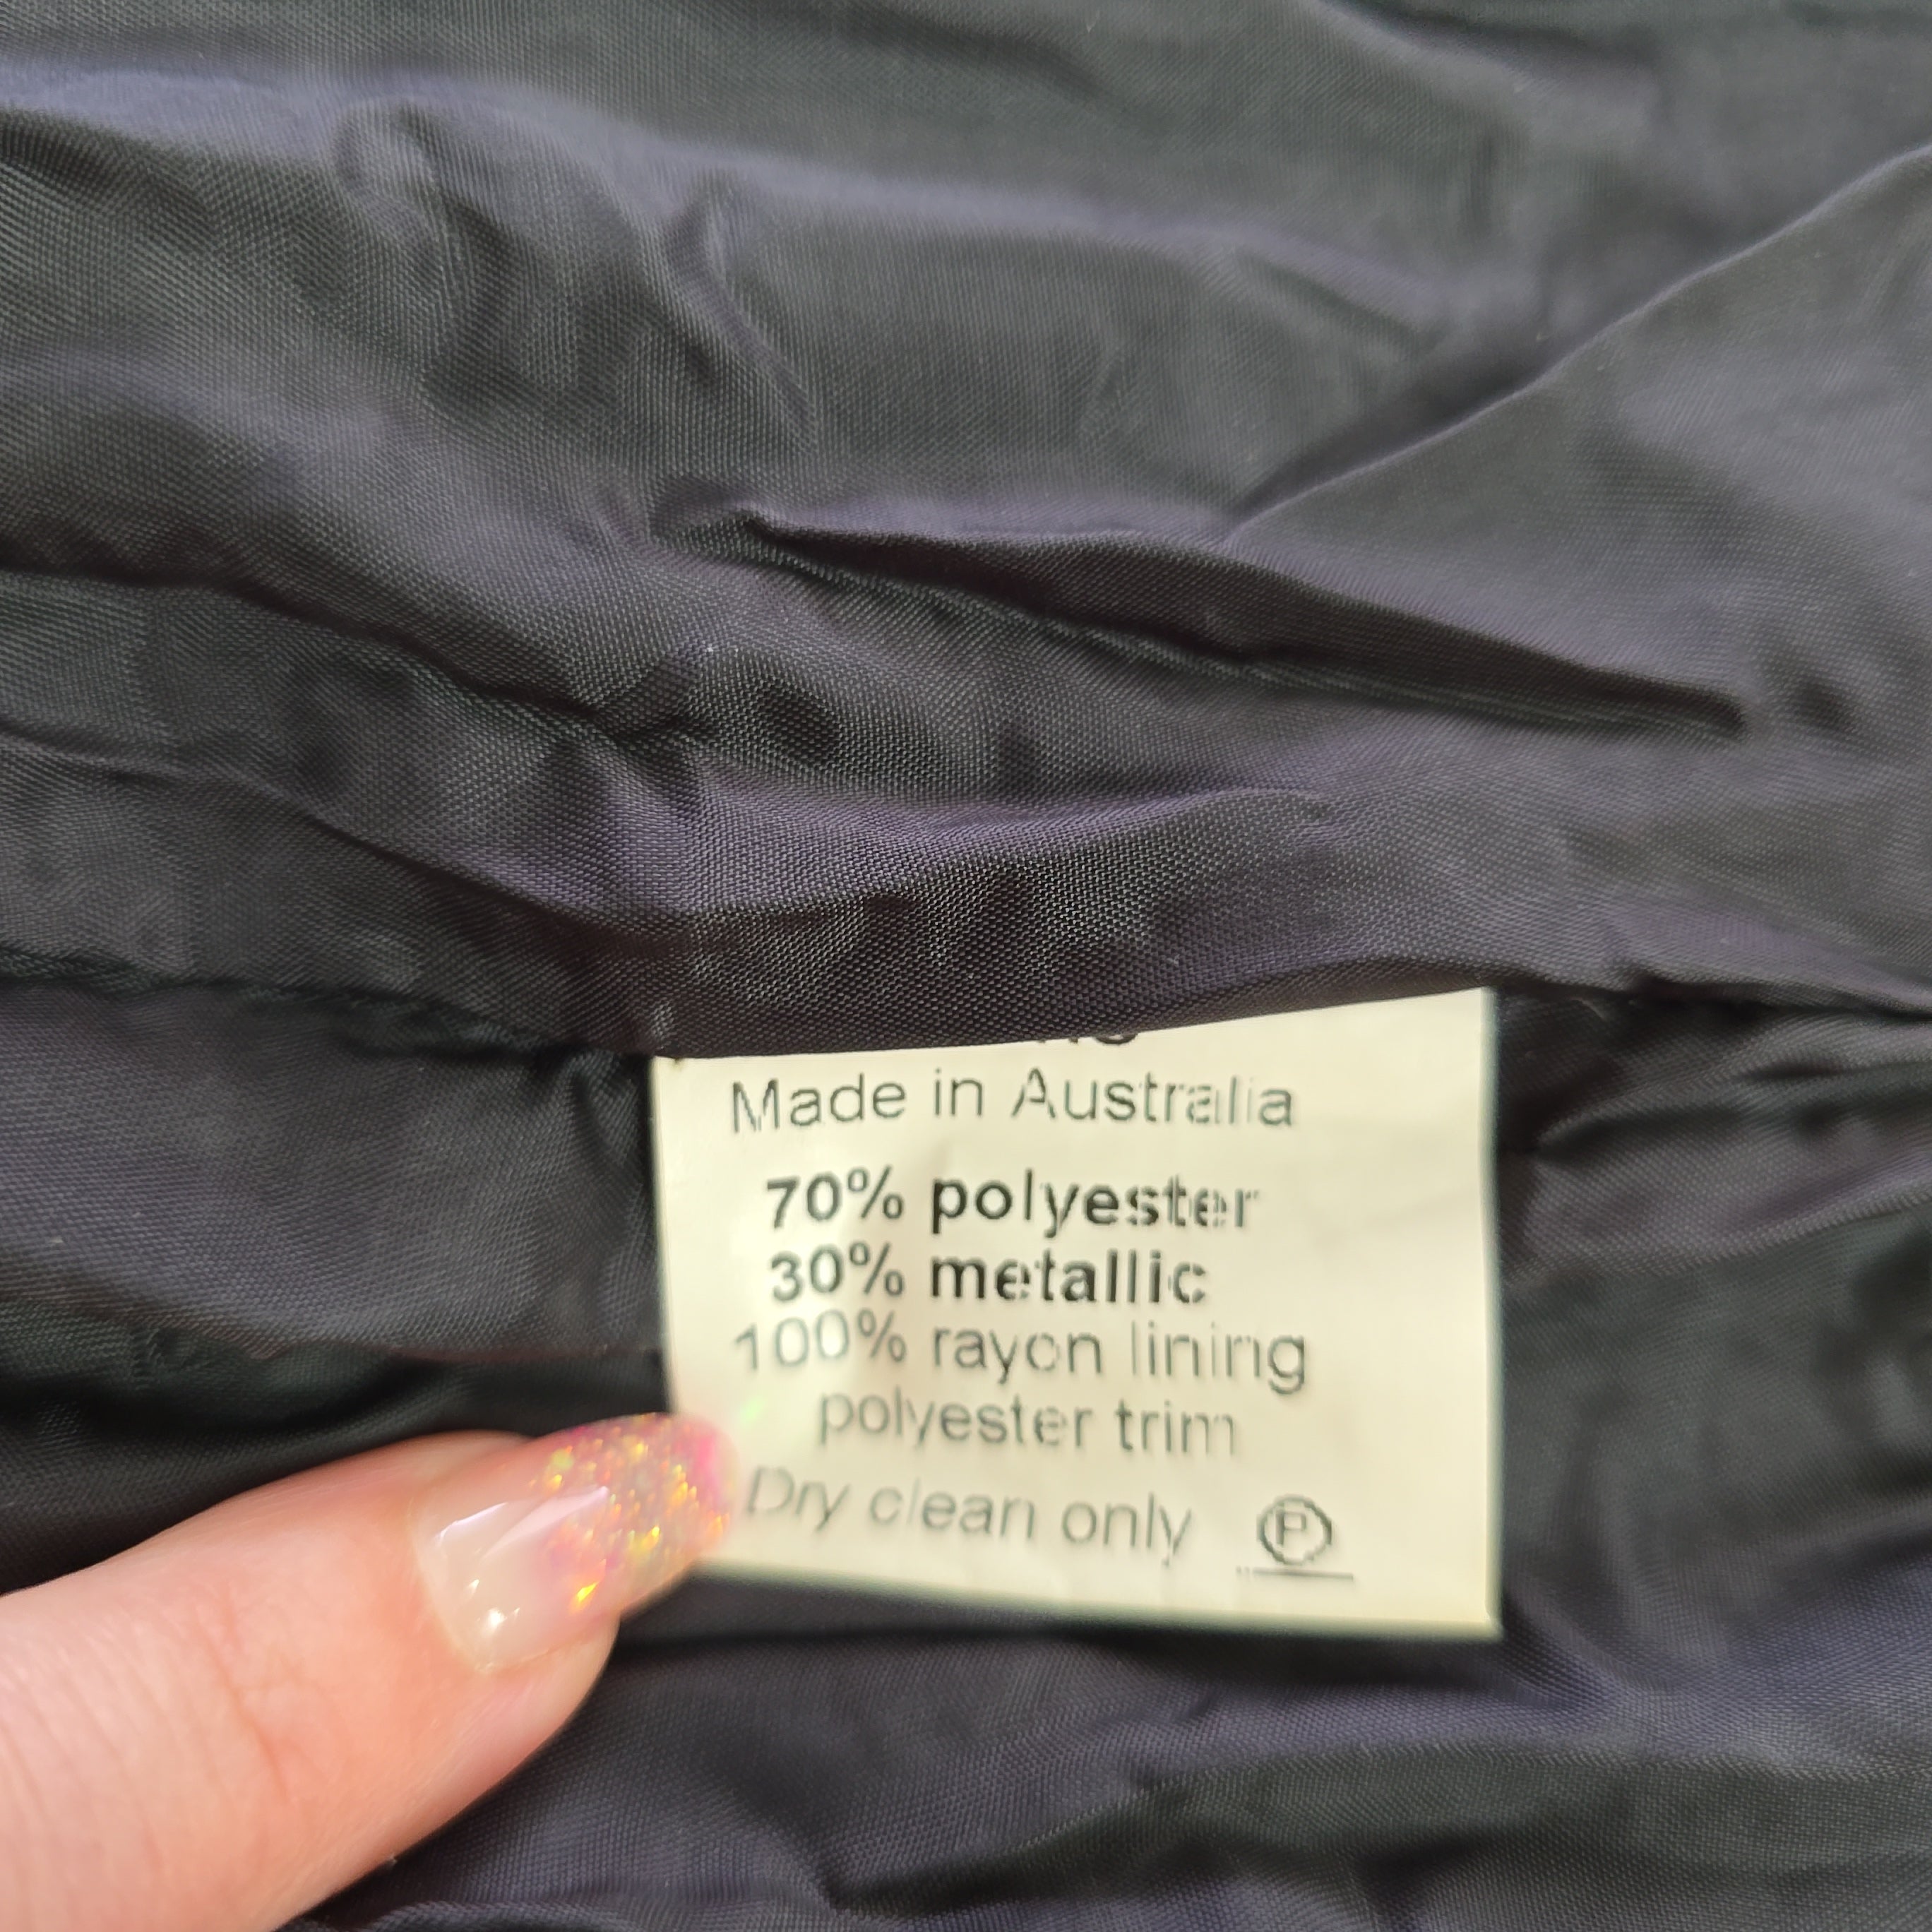 Made in Australia
70% polyester
30% metallic
100% rayon lining
polyester trim
Dry clean only P